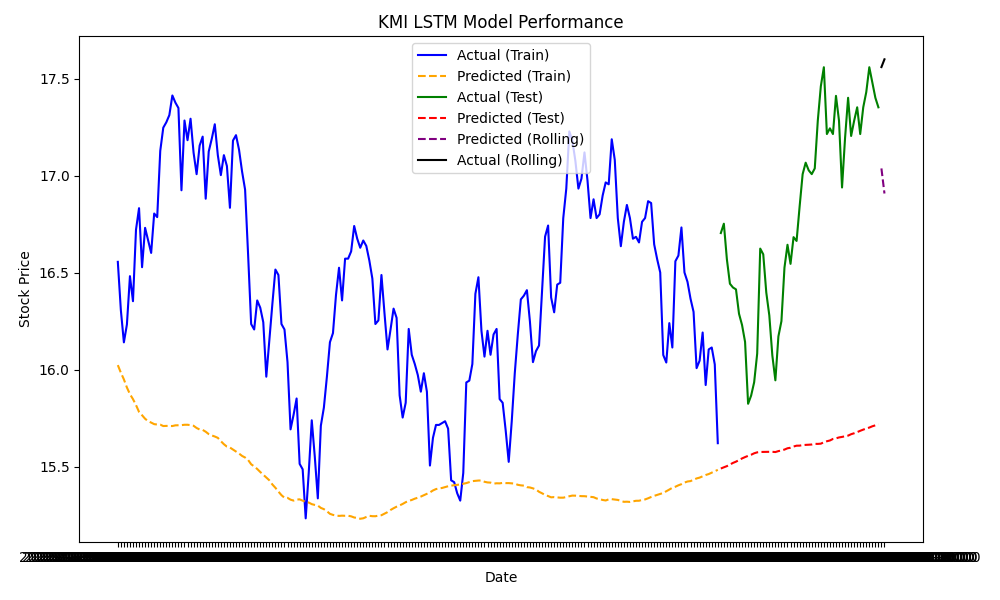 KMI LSTM Model Performance
Actual (Train)
Predicted (Train)
Actual (Test)
Predicted (Test)
Predicted (Rolling)
Actual (Rolling)
17.5
17.0
16.5
16.0
15.5
Stock Price
Date